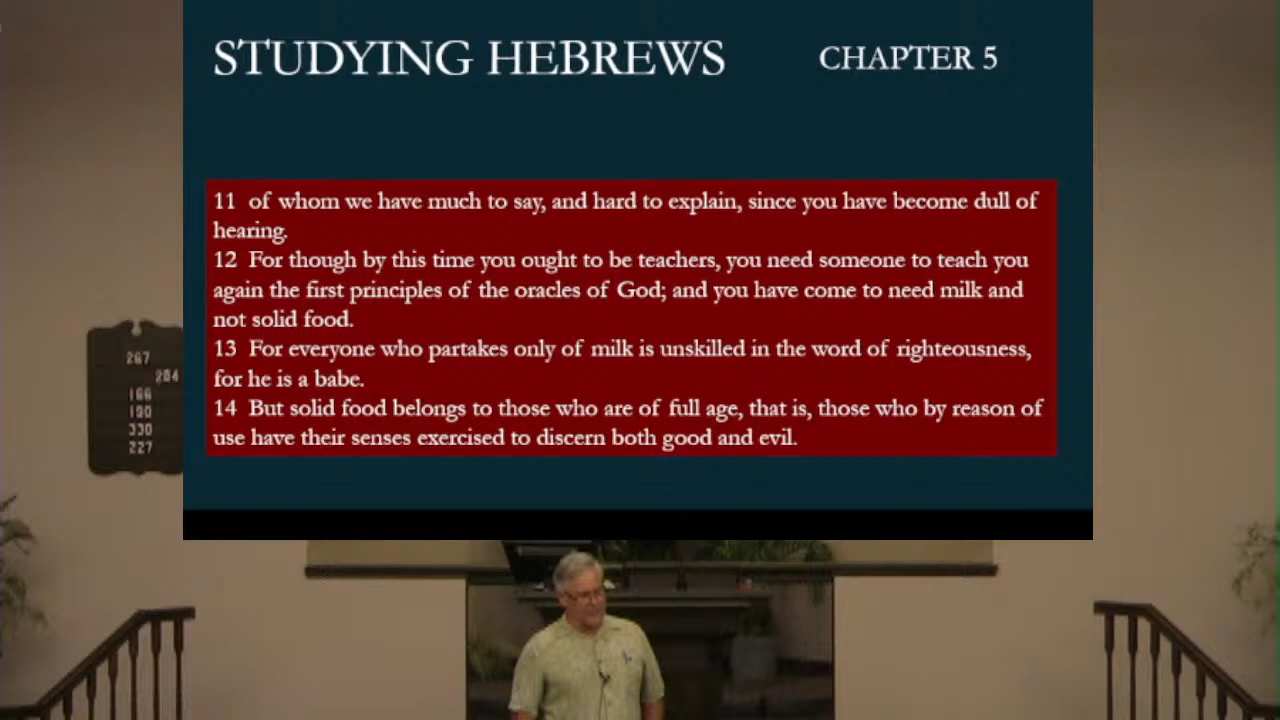 STUDYING HEBREWS CHAPTER 5
11 of whom we have much to say, and hard to explain, since you have become dull of
hearing.
12 For though by this time you ought to be teachers, you need someone to teach you
again the first principles of the oracles of God; and you have come to need milk and
not solid food.
13 For everyone who partakes only of milk is unskilled in the word of righteousness,
for he is a babe.
14 But solid food belongs to those who are of full age, that is, those who by reason of
use have their senses exercised to discern both good and evil.
267
284
166
190
330
227